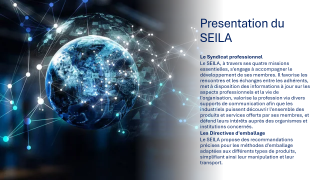 Presentation du
SEILA
Le Syndicat professionnel
Le SEILA, à travers ses quatre missions
essentielles, s'engage à accompagner le
développement de ses membres. Il favorise les
rencontres et les échanges entre les adhérents,
met à disposition des informations à jour sur les
aspects professionnels et la vie de
l'organisation, valorise la profession via divers
supports de communication afin que les
industriels puissent découvrir l'ensemble des
produits et services offerts par ses membres, et
défend leurs intérêts auprès des organismes et
institutions concernés.
Les Directives d'emballage
Le SEILA propose des recommandations
précises pour les méthodes d'emballage
adaptées aux différents types de produits,
simplifiant ainsi leur manipulation et leur
transport.